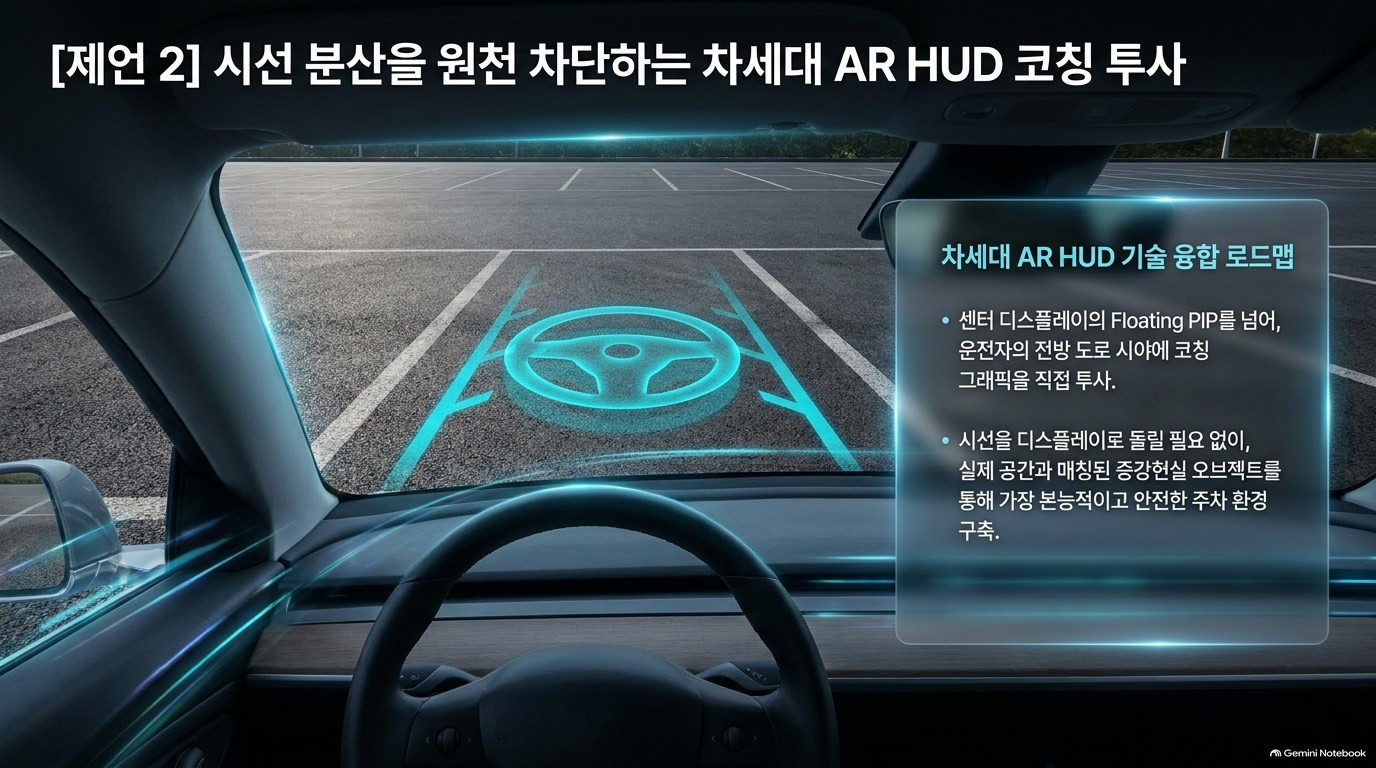 [제언 2] 시선 분산을 원천 차단하는 차세대 AR HUD 코칭 투사
차세대 AR HUD 기술 융합 로드맵
• 센터 디스플레이의 Floating PIP를 넘어,
운전자의 전방 도로 시야에 코칭
그래픽을 직접 투사.
• 시선을 디스플레이로 돌릴 필요 없이,
실제 공간과 매칭된 증강현실 오브젝트를
통해 가장 본능적이고 안전한 주차 환경
구축.
Gemini Notebook